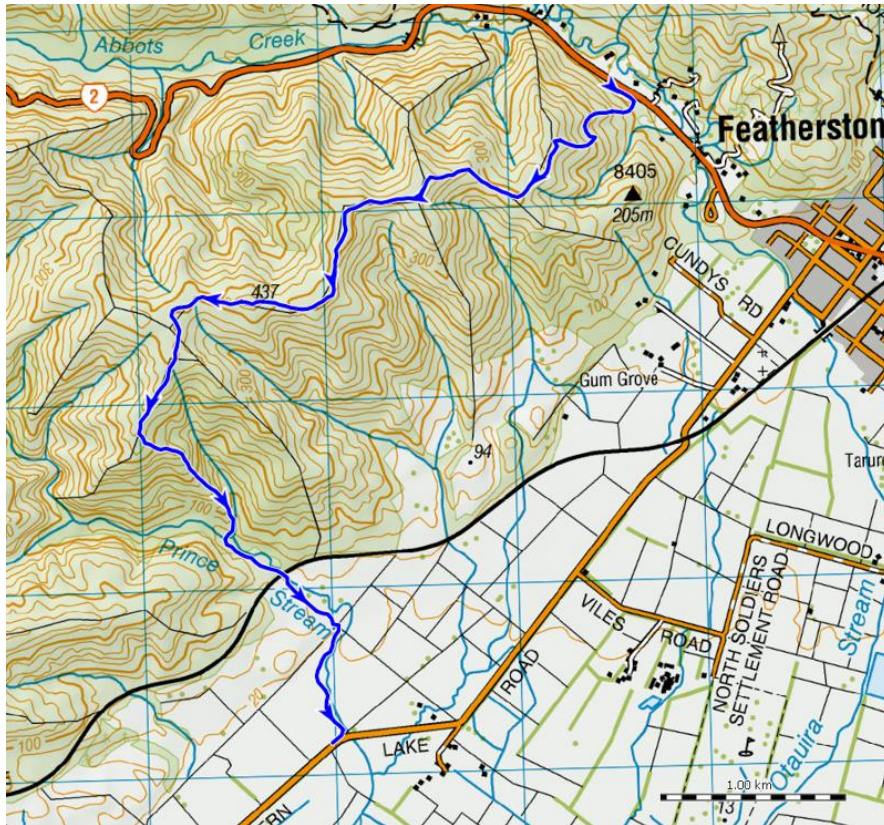 Abbots Creek
2
300
Featherston
8405
205m
300
300
CUNDYS RD
300
437
100
Gum Grove
300
94
Tarure
100
LONGWOOD
Prince Stream
VILES ROAD
NORTH SOLDIERS
SETTLEMENT ROAD
Stream
Otauira
20
100
ROAD
LAKE
ERN
1.00 km
13